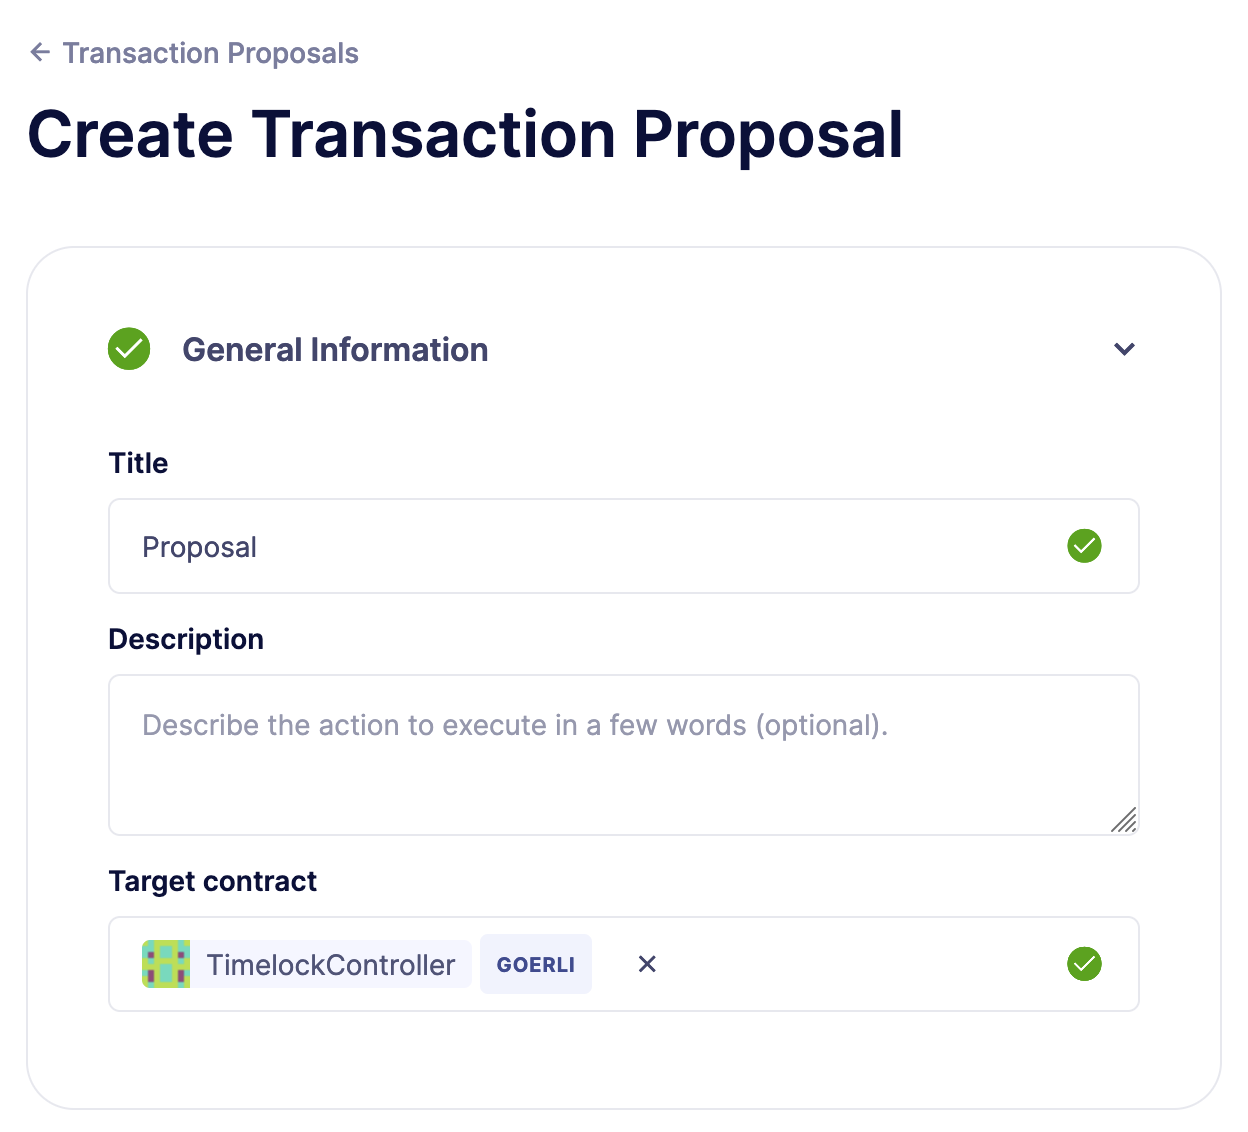 ← Transaction Proposals
Create Transaction Proposal
General Information
Title
Proposal
Description
Describe the action to execute in a few words (optional).
Target contract
TimelockController GOERLI